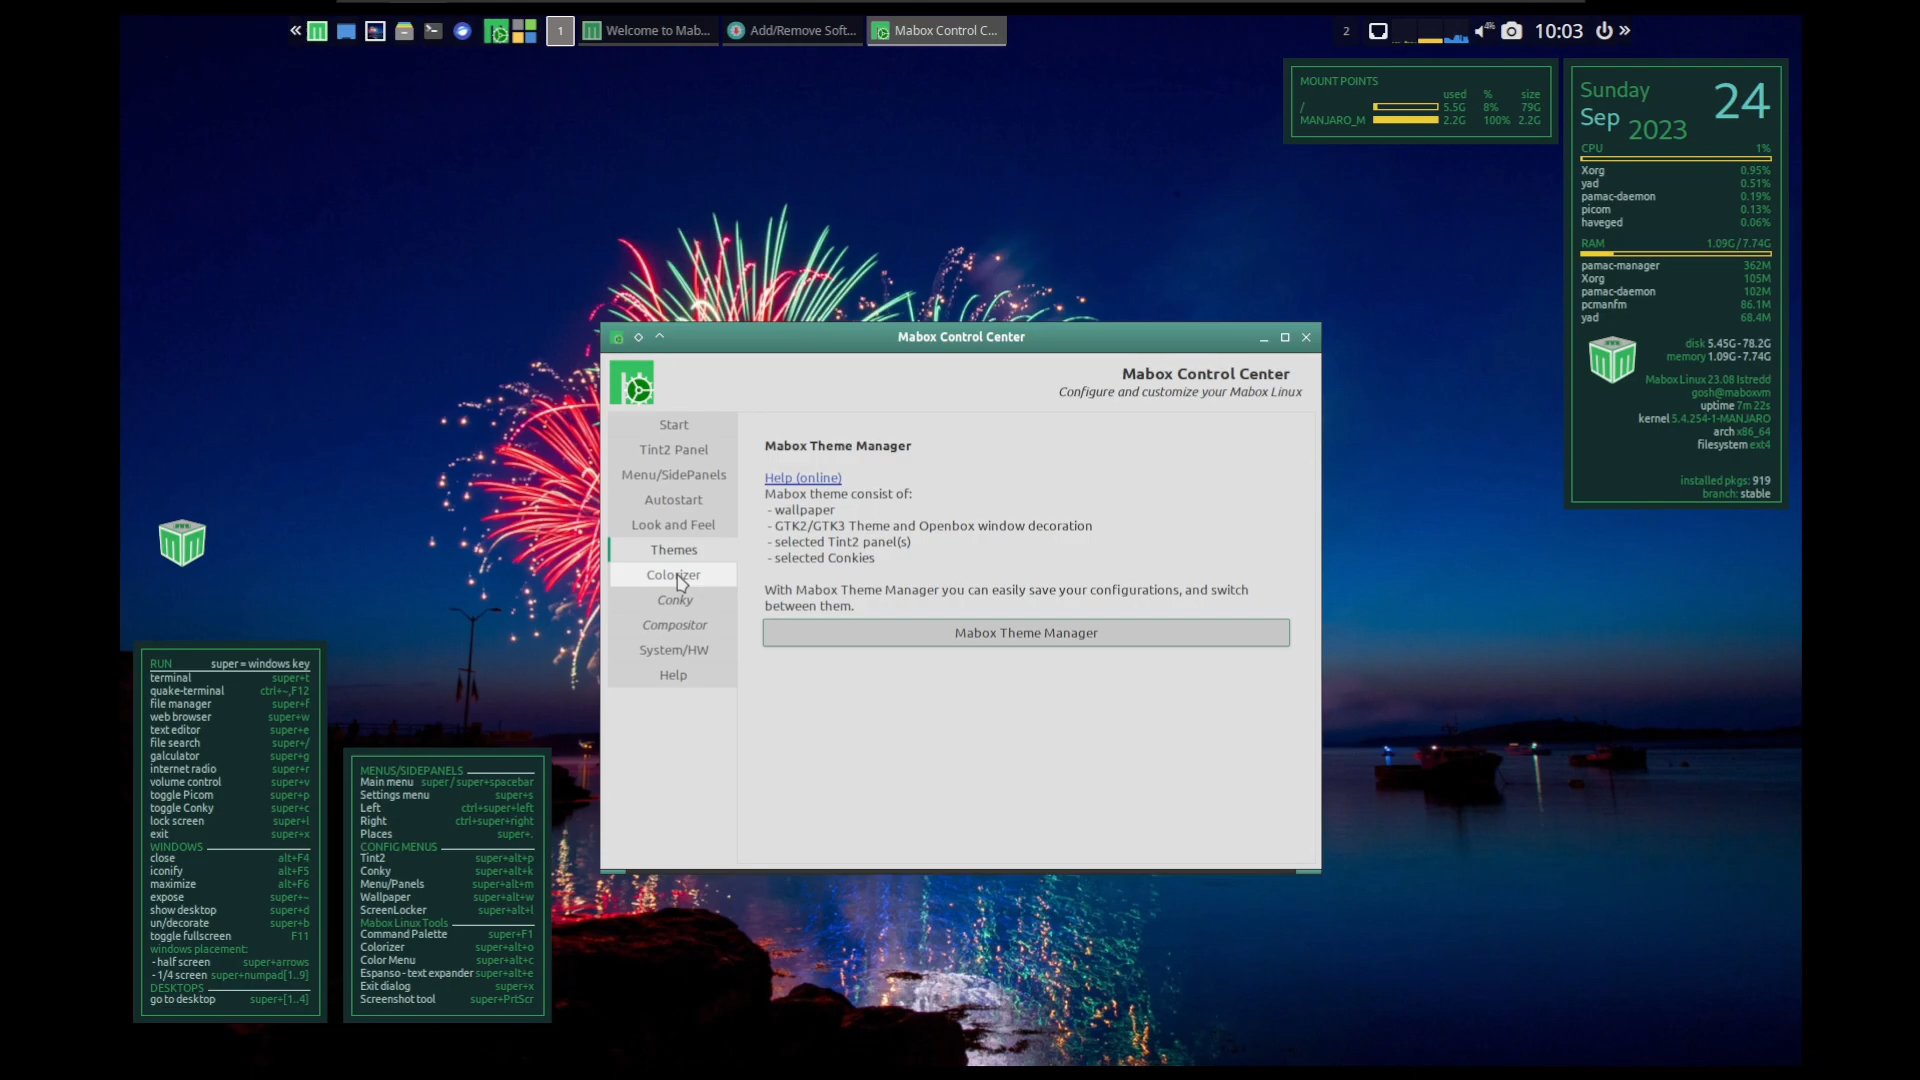 «
1
Welcome to Mab...
Add/Remove Soft...
Mabox Control C...
2
4%
10:03
»
MOUNT POINTS
used % size
/ 5.5G 8% 79G
MANJARO_M 2.2G 100% 2.2G
Sunday 24
Sep 2023
CPU 1%
Xorg 0.95%
yad 0.51%
pamac-daemon 0.19%
picom 0.13%
haveged 0.06%
RAM 1.09G/7.74G
pamac-manager 362M
Xorg 105M
pamac-daemon 102M
pcmanfm 86.1M
yad 68.4M
disk 5.45G-78.2G
memory 1.09G-7.74G
Mabox Linux 23.08 Istredd
gosh@maboxvm
uptime 7m 22s
kernel 5.4.254-1-MANJARO
arch x86_64
filesystem ext4
installed pkgs: 919
branch: stable
Mabox Control Center
Mabox Control Center
Configure and customize your Mabox Linux
Start
Tint2 Panel
Menu/SidePanels
Autostart
Look and Feel
Themes
Colorizer
Conky
Compositor
System/HW
Help
Mabox Theme Manager
Help (online)
Mabox theme consist of:
- wallpaper
- GTK2/GTK3 Theme and Openbox window decoration
- selected Tint2 panel(s)
- selected Conkies
With Mabox Theme Manager you can easily save your configurations, and switch
between them.
Mabox Theme Manager
RUN super = windows key
terminal super+t
quake-terminal ctrl+~,F12
file manager super+f
web browser super+w
text editor super+e
file search super+/
galculator super+g
internet radio super+r
volume control super+v
toggle Picom super+p
toggle Conky super+c
lock screen super+l
exit super+x
WINDOWS
close alt+F4
iconify alt+F5
maximize alt+F6
expose super+~
show desktop super+d
un/decorate super+b
toggle fullscreen F11
windows placement:
- half screen super+arrows
- 1/4 screen super+numpad[1..9]
DESKTOPS
go to desktop super+[1..4]
MENUS/SIDEPANELS
Main menu super / super+spacebar
Settings menu super+s
Left ctrl+super+left
Right ctrl+super+right
Places super+.
CONFIG MENUS
Tint2 super+alt+p
Conky super+alt+k
Menu/Panels super+alt+m
Wallpaper super+alt+w
ScreenLocker super+alt+l
Mabox Linux Tools
Command Palette super+F1
Colorizer super+alt+o
Color Menu super+alt+c
Espanso - text expander super+alt+e
Exit dialog super+x
Screenshot tool super+PrtScr